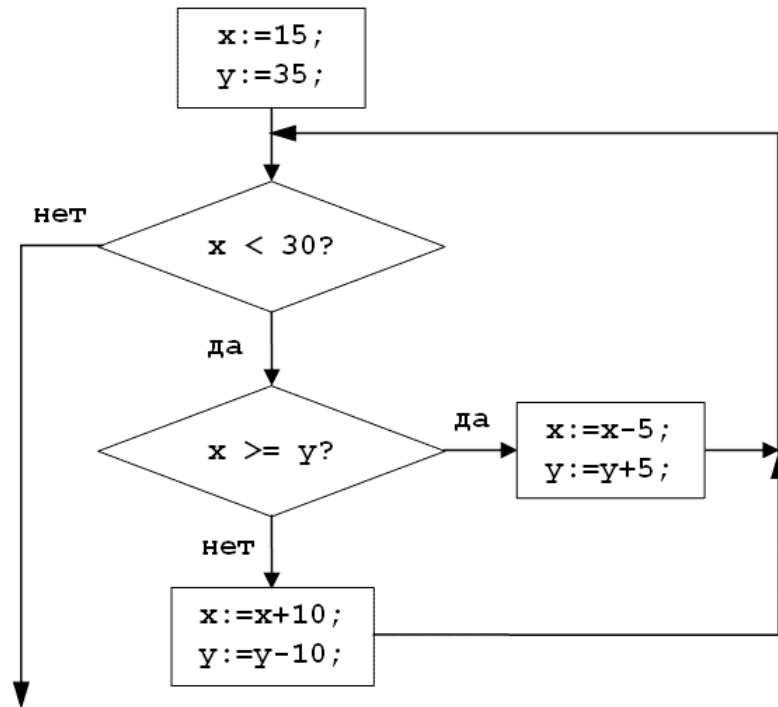 x:=15;
y:=35;
нет
x < 30?
да
x >= y?
да
x:=x-5;
y:=y+5;
нет
x:=x+10;
y:=y-10;